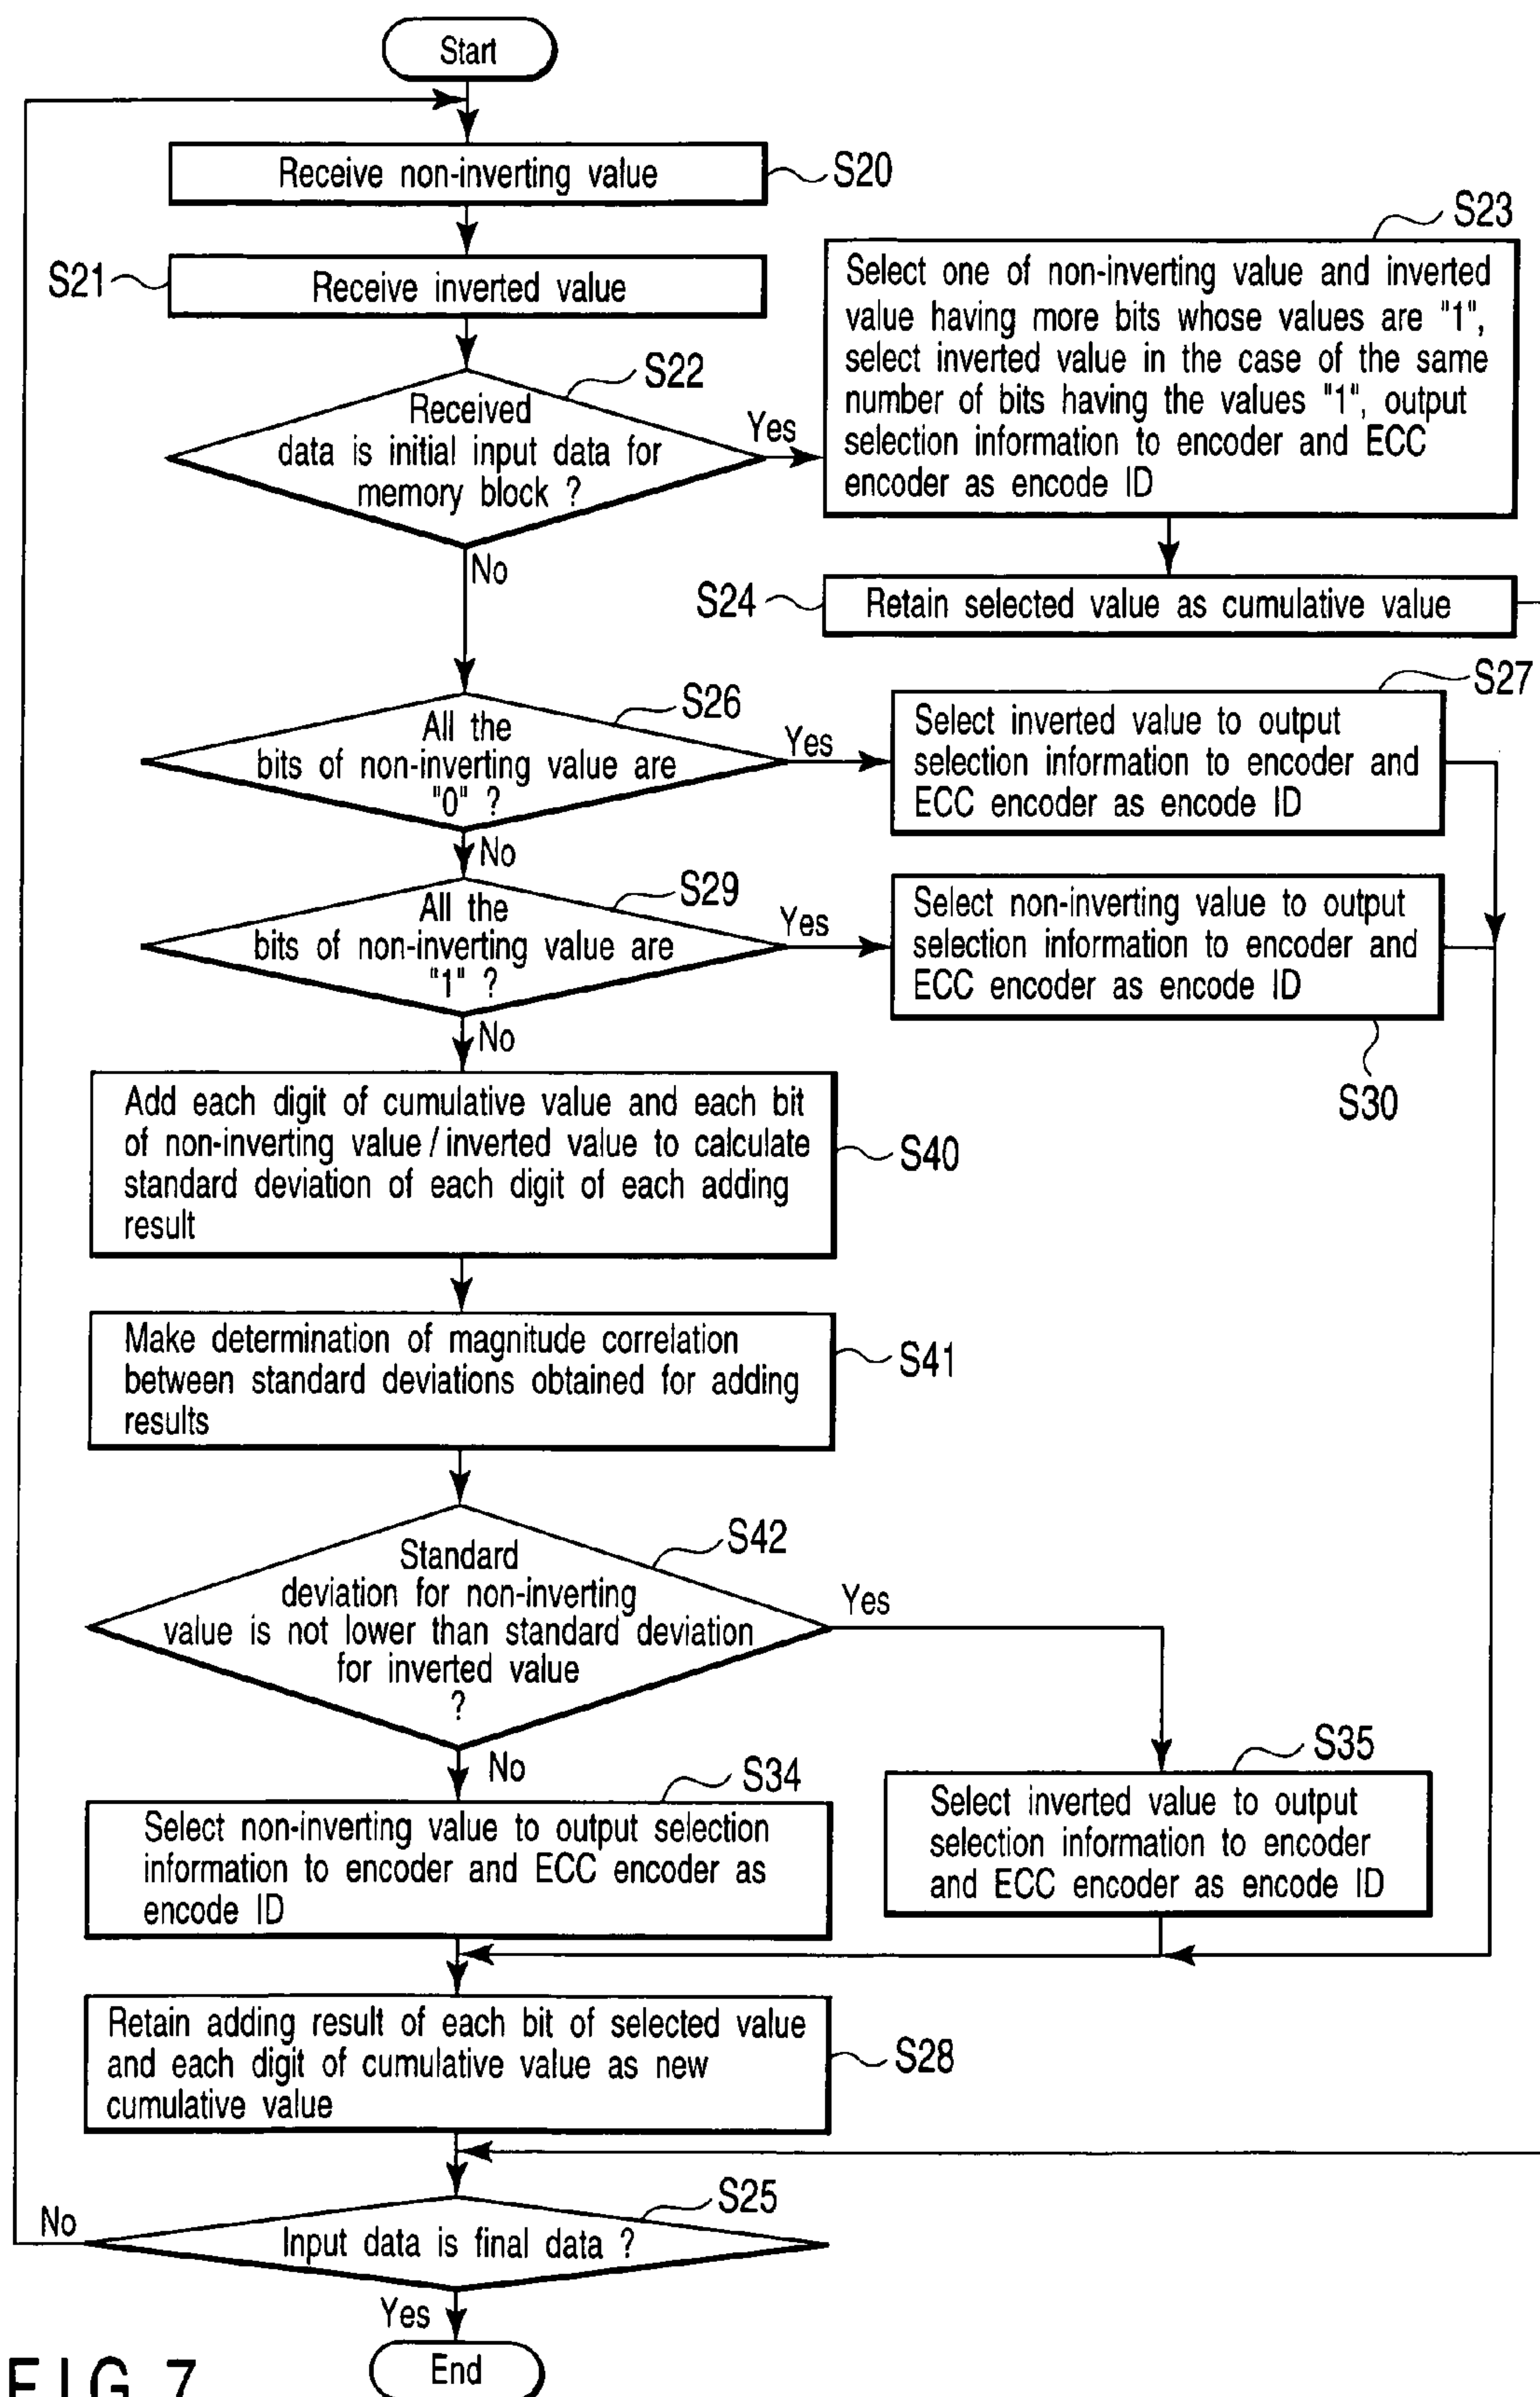 Start
Receive non-inverting value
S20
S21
Receive inverted value
S22
Received
data is initial input data for
memory block ?
Yes
No
S23
Select one of non-inverting value and inverted
value having more bits whose values are "1",
select inverted value in the case of the same
number of bits having the values "1", output
selection information to encoder and ECC
encoder as encode ID
S24
Retain selected value as cumulative value
S26
All the
bits of non-inverting value are
"0" ?
Yes
No
S27
Select inverted value to output
selection information to encoder and
ECC encoder as encode ID
S29
All the
bits of non-inverting value are
"1" ?
Yes
No
Select non-inverting value to output
selection information to encoder and
ECC encoder as encode ID
S30
Add each digit of cumulative value and each bit
of non-inverting value / inverted value to calculate
standard deviation of each digit of each adding
result
S40
Make determination of magnitude correlation
between standard deviations obtained for adding
results
S41
S42
Standard
deviation for non-inverting
value is not lower than standard deviation
for inverted value
?
Yes
No
S34
Select non-inverting value to output selection
information to encoder and ECC encoder as
encode ID
S35
Select inverted value to output
selection information to encoder
and ECC encoder as encode ID
Retain adding result of each bit of selected value
and each digit of cumulative value as new
cumulative value
S28
S25
Input data is final data ?
No
Yes
End
FIG. 7